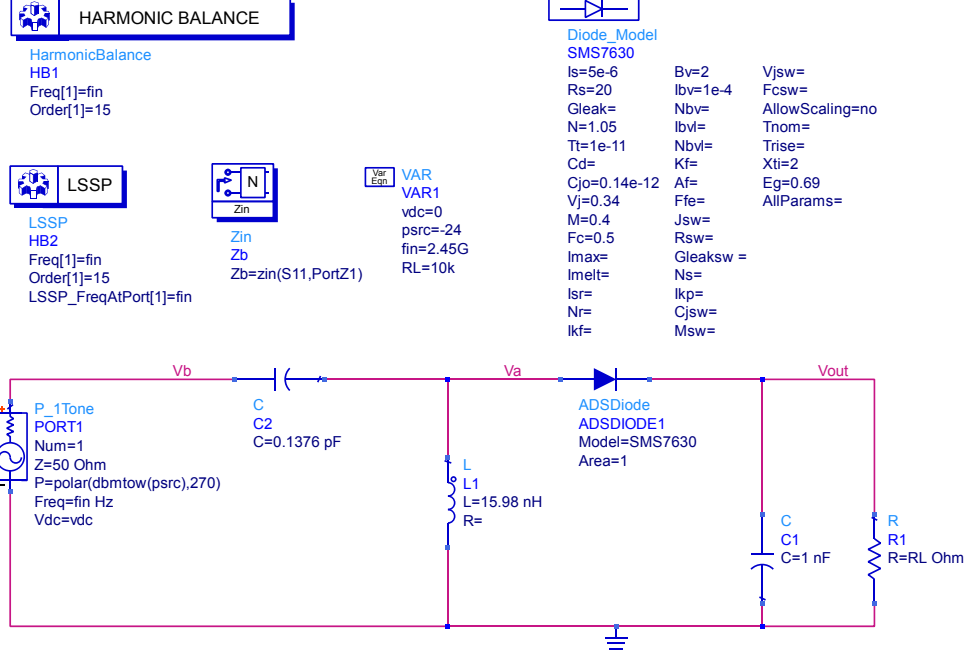 HARMONIC BALANCE
HarmonicBalance
HB1
Freq[1]=fin
Order[1]=15
LSSP
LSSP
HB2
Freq[1]=fin
Order[1]=15
LSSP_FreqAtPort[1]=fin
N
Zin
Zin
Zb
Zb=zin(S11,PortZ1)
Var
Eqn
VAR
VAR1
vdc=0
psrc=-24
fin=2.45G
RL=10k
Diode_Model
SMS7630
Is=5e-6
Rs=20
Gleak=
N=1.05
Tt=1e-11
Cd=
Cjo=0.14e-12
Vj=0.34
M=0.4
Fc=0.5
Imax=
Imelt=
Isr=
Nr=
Ikf=
Bv=2
Ibv=1e-4
Nbv=
Ibvl=
Nbvl=
Kf=
Af=
Ffe=
Jsw=
Rsw=
Gleaksw =
Ns=
Ikp=
Cjsw=
Msw=
Vjsw=
Fcsw=
AllowScaling=no
Tnom=
Trise=
Xti=2
Eg=0.69
AllParams=
Vb
Va
Vout
P_1Tone
PORT1
Num=1
Z=50 Ohm
P=polar(dbmtow(psrc),270)
Freq=fin Hz
Vdc=vdc
C
C2
C=0.1376 pF
L
L1
L=15.98 nH
R=
ADSDiode
ADSDIODE1
Model=SMS7630
Area=1
C
C1
C=1 nF
R
R1
R=RL Ohm